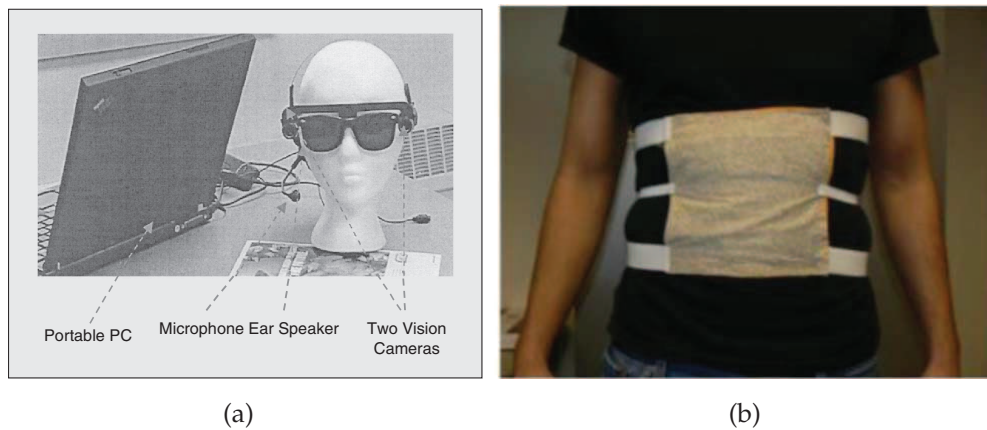 Portable PC
Microphone Ear Speaker
Two Vision
Cameras
(a)
(b)